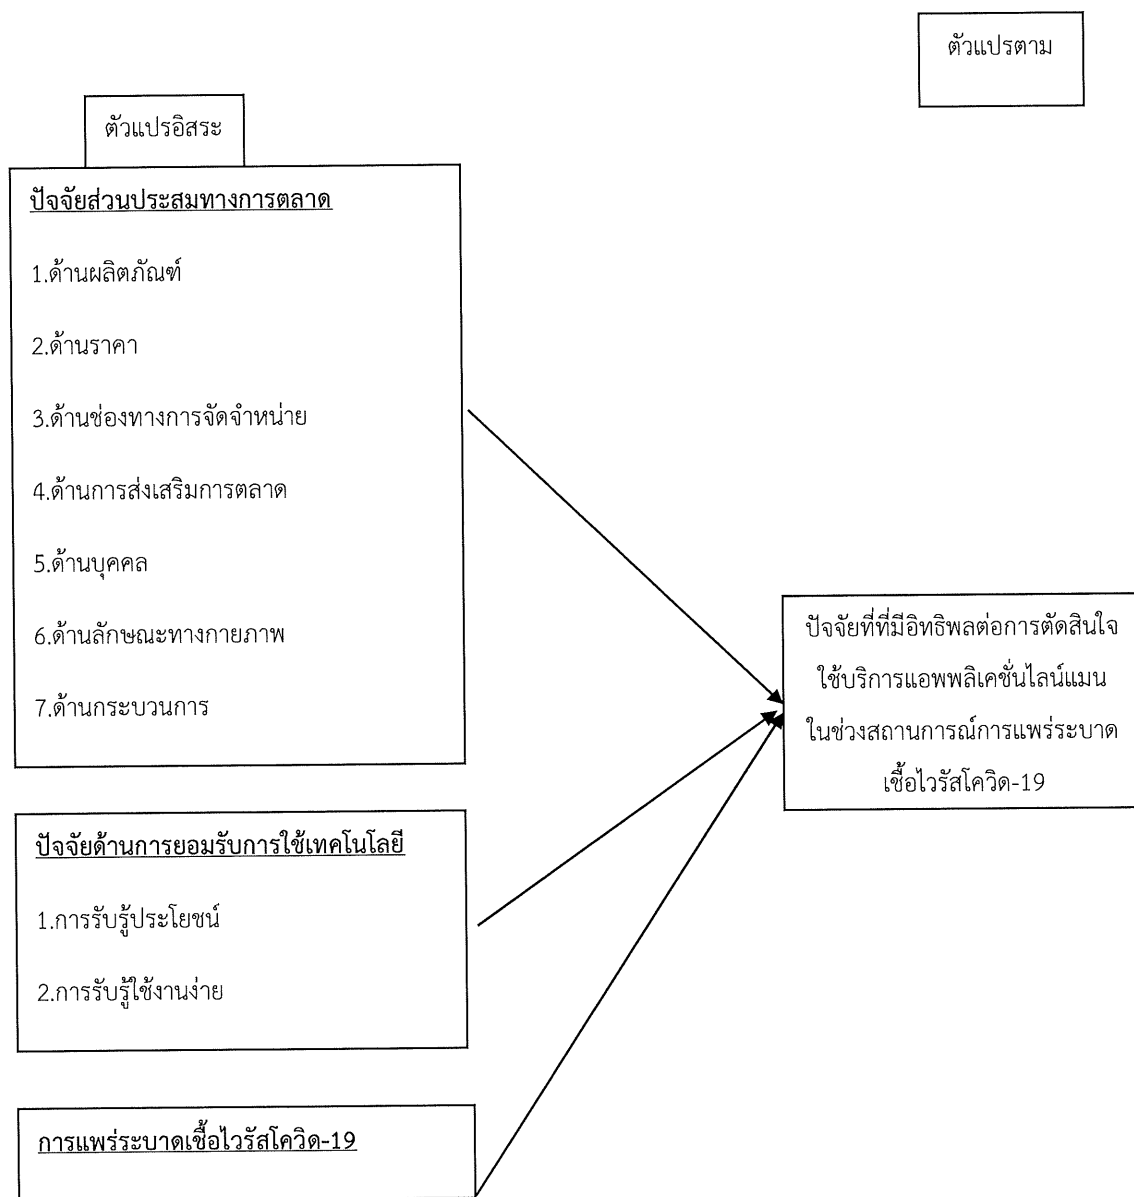 ตัวแปรตาม
ตัวแปรอิสระ
ปัจจัยส่วนประสมทางการตลาด
1.ด้านผลิตภัณฑ์
2.ด้านราคา
3.ด้านช่องทางการจัดจำหน่าย
4.ด้านการส่งเสริมการตลาด
5.ด้านบุคคล
6.ด้านลักษณะทางกายภาพ
7.ด้านกระบวนการ
ปัจจัยที่ที่มีอิทธิพลต่อการตัดสินใจ
ใช้บริการแอพพลิเคชั่นไลน์แมน
ในช่วงสถานการณ์การแพร่ระบาด
เชื้อไวรัสโควิด-19
ปัจจัยด้านการยอมรับการใช้เทคโนโลยี
1.การรับรู้ประโยชน์
2.การรับรู้ใช้งานง่าย
การแพร่ระบาดเชื้อไวรัสโควิด-19